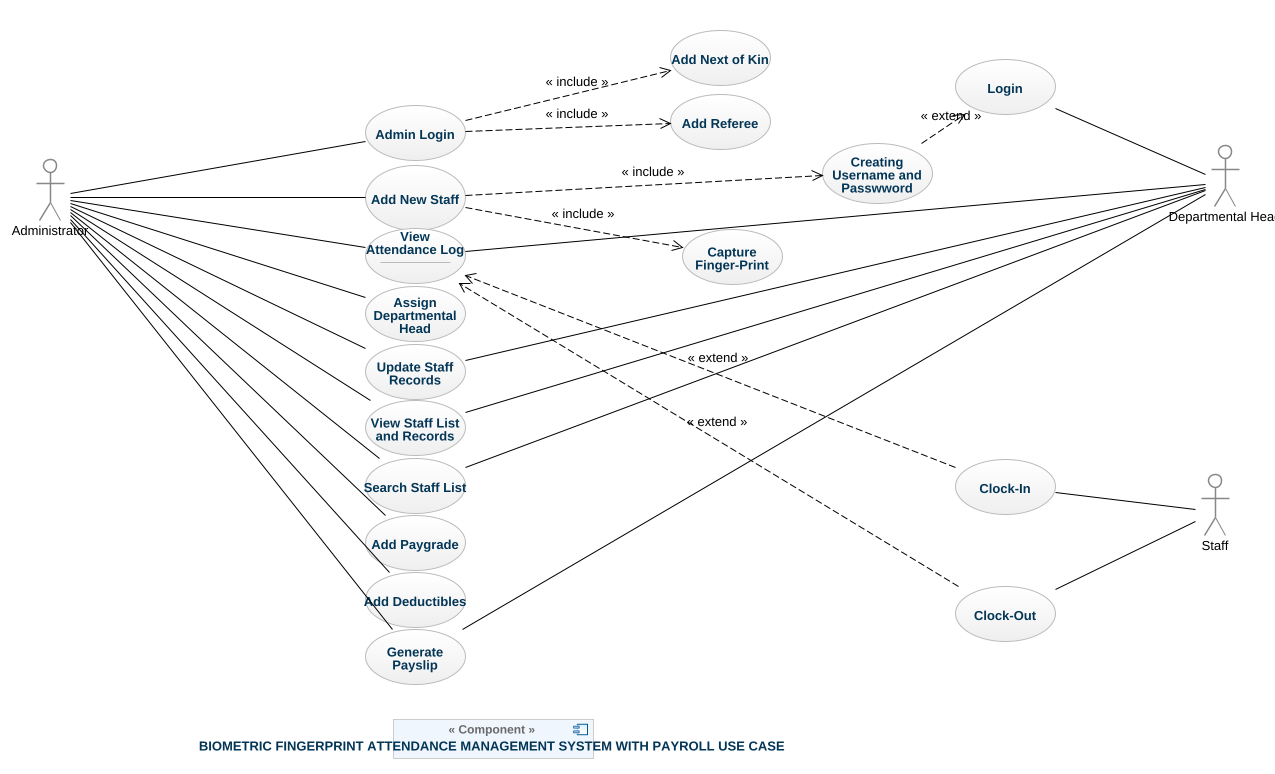 Add Next of Kin
« include »
Login
« include »
Add Referee
« extend »
Admin Login
Creating
Username and
Passwword
« include »
Add New Staff
« include »
Administrator
Departmental Hea
View
Attendance Log
Capture
Finger-Print
Assign
Departmental
Head
« extend »
Update Staff
Records
« extend »
View Staff List
and Records
Search Staff List
Clock-In
Staff
Add Paygrade
Add Deductibles
Clock-Out
Generate
Payslip
« Component »
BIOMETRIC FINGERPRINT ATTENDANCE MANAGEMENT SYSTEM WITH PAYROLL USE CASE